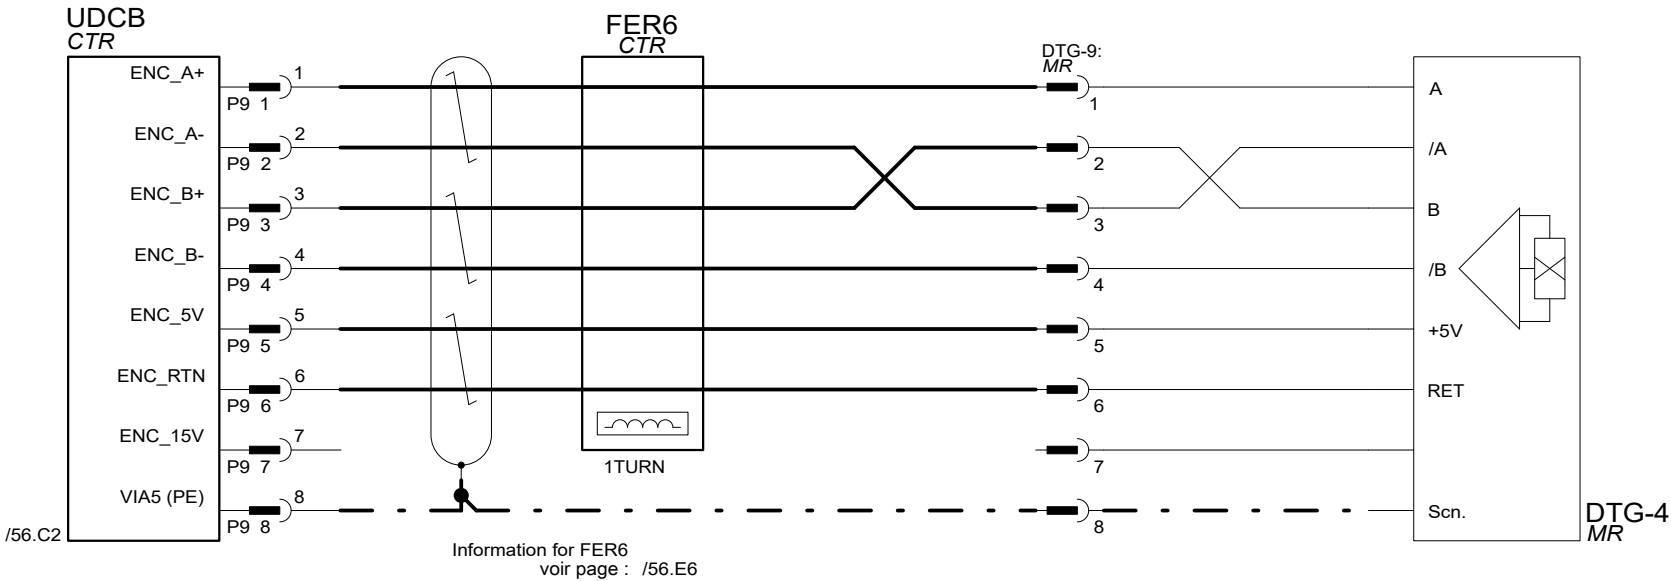 UDCB
CTR
FER6
CTR
DTG-9:
MR
ENC_A+
1
P9 1
1
A
ENC_A-
2
P9 2
2
/A
ENC_B+
3
P9 3
3
B
ENC_B-
4
P9 4
4
/B
ENC_5V
5
P9 5
5
+5V
ENC_RTN
6
P9 6
6
RET
ENC_15V
7
P9 7
1TURN
7
VIA5 (PE)
8
P9 8
8
Scn.
DTG-4
MR
/56.C2
Information for FER6
voir page : /56.E6